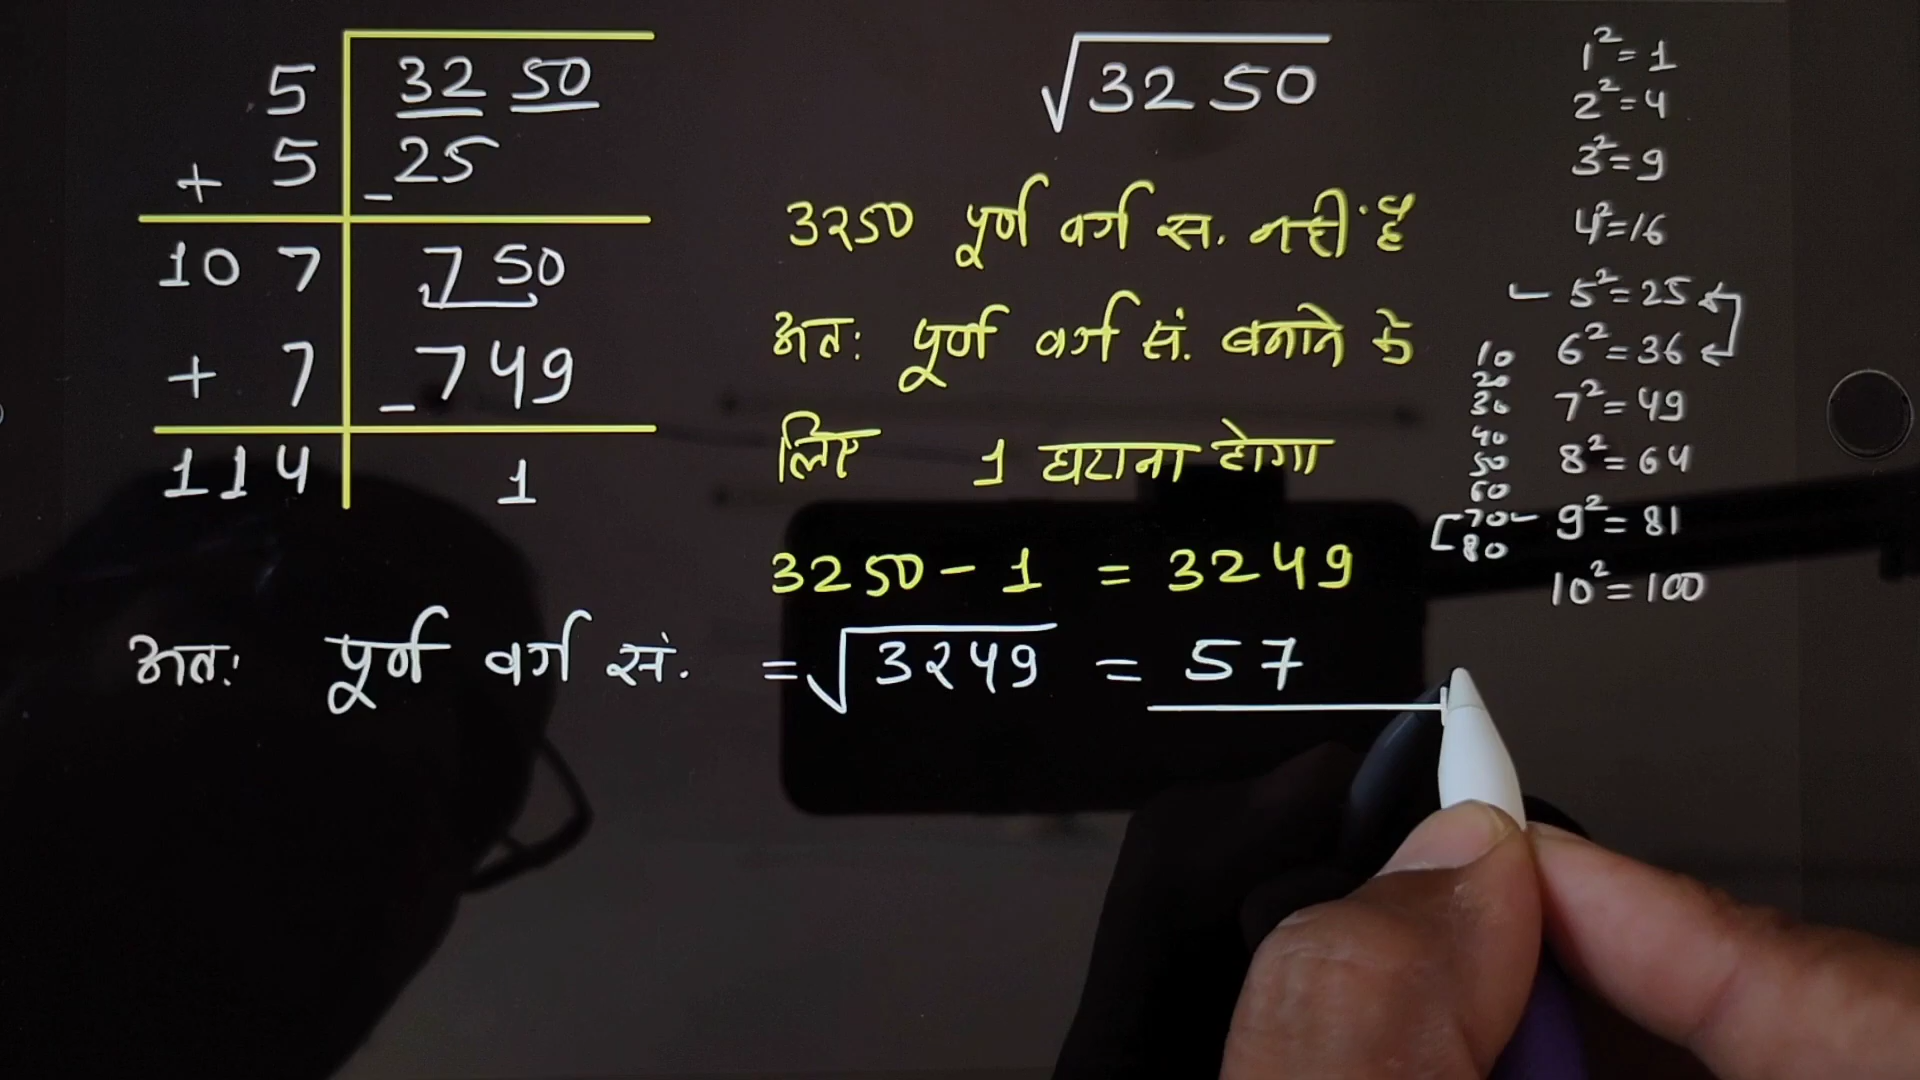 5 32 50
+ 5 - 25
10 7 7 50
+ 7 - 7 49
114 1
√3250
3250 पूर्ण वर्ग स. नहीं है
अतः पूर्ण वर्ग सं. बनाने के
लिए 1 घटाना होगा
3250 - 1 = 3249
अतः पूर्ण वर्ग सं. = √3249 = 57
1² = 1
2² = 4
3² = 9
4² = 16
5² = 25
6² = 36
7² = 49
8² = 64
9² = 81
10² = 100
10
20
30
40
50
60
70
80